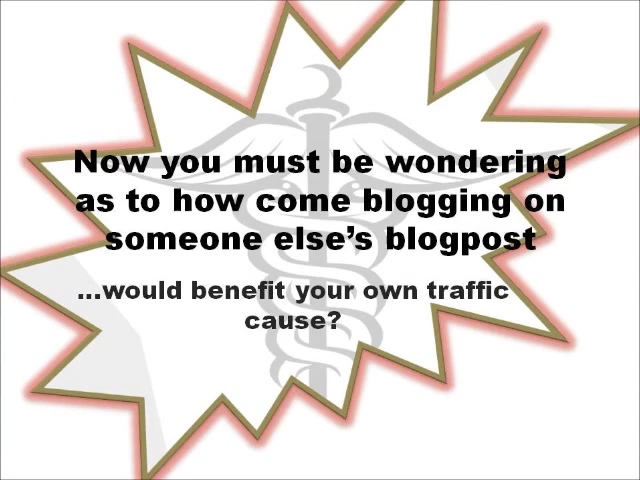 Now you must be wondering
as to how come blogging on
someone else’s blogpost
...would benefit your own traffic
cause?